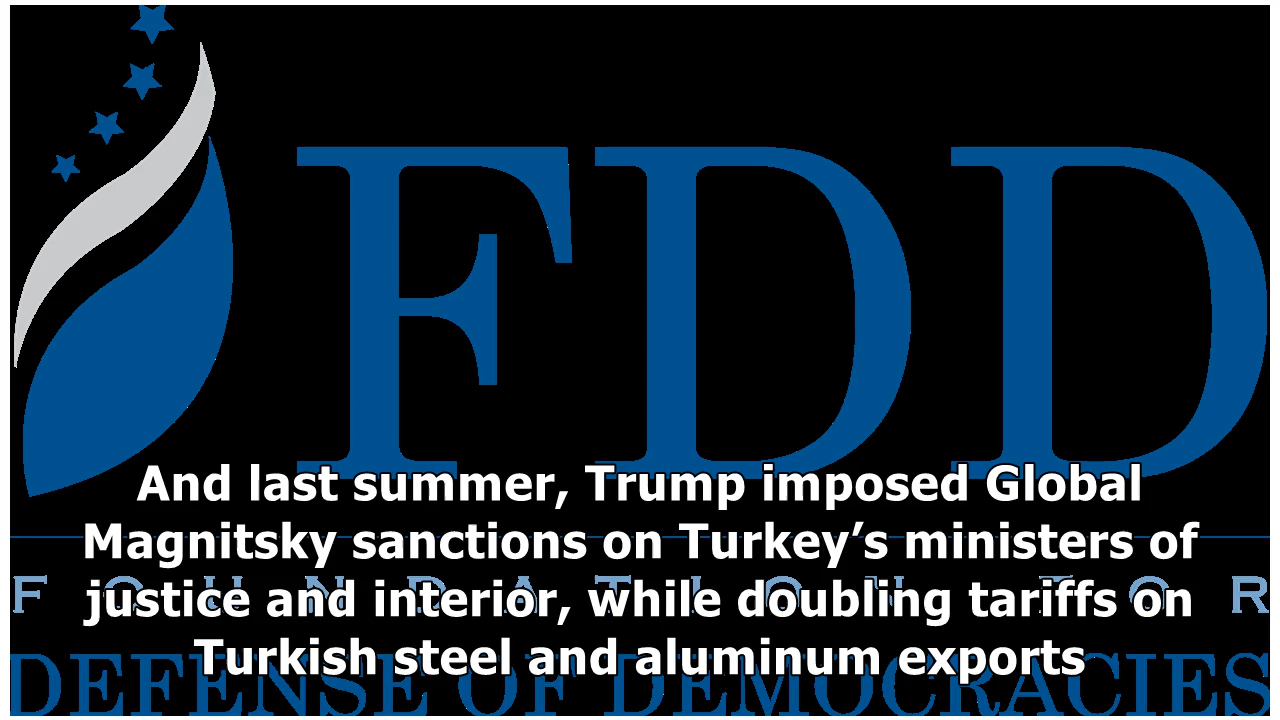 FDD
And last summer, Trump imposed Global
Magnitsky sanctions on Turkey’s ministers of
justice and interior, while doubling tariffs on
Turkish steel and aluminum exports
FOUNDATION FOR
DEFENSE OF DEMOCRACIES